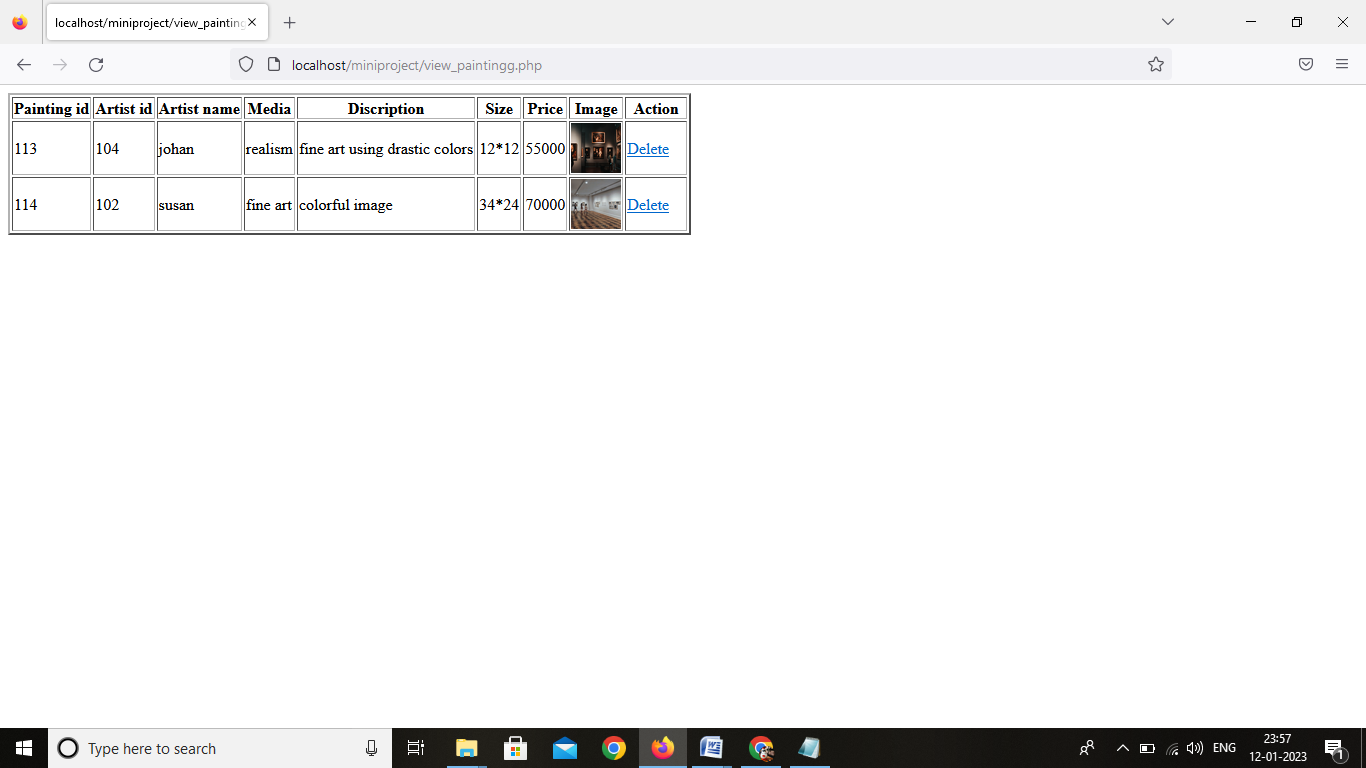 localhost/miniproject/view_painting
localhost/miniproject/view_paintingg.php
Painting id Artist id Artist name Media Discription Size Price Image Action
113 104 johan realism fine art using drastic colors 12*12 55000 Delete
114 102 susan fine art colorful image 34*24 70000 Delete
Type here to search
ENG
23:57
12-01-2023
1